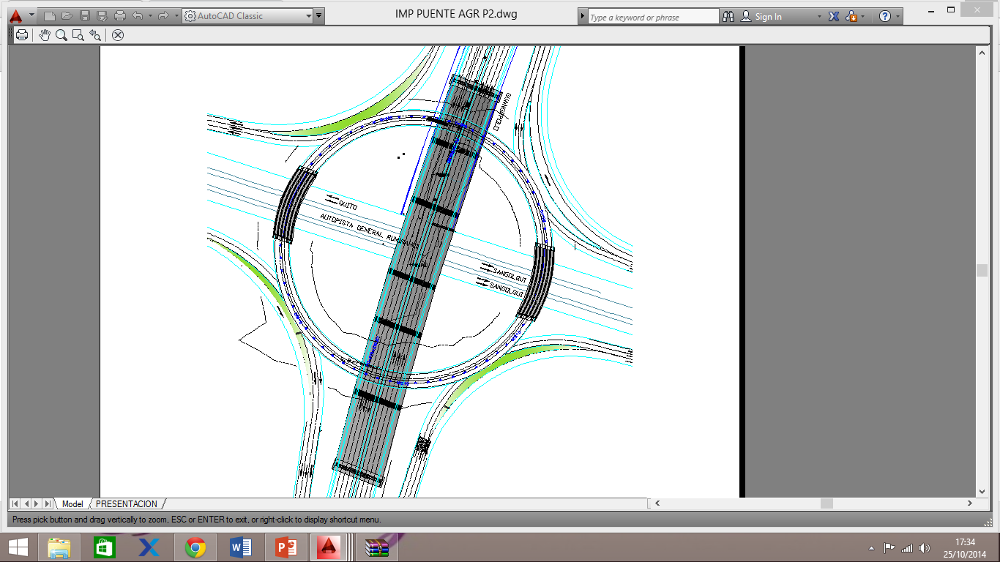 AutoCAD Classic
IMP PUENTE AGR P2.dwg
Type a keyword or phrase
Sign In
GUANGOPOLO
QUITO
AUTOPISTA GENERAL RUMIÑAHUI
SANGOLQUI
SANGOLQUI
Model
PRESENTACION
Press pick button and drag vertically to zoom, ESC or ENTER to exit, or right-click to display shortcut menu.
17:34
25/10/2014